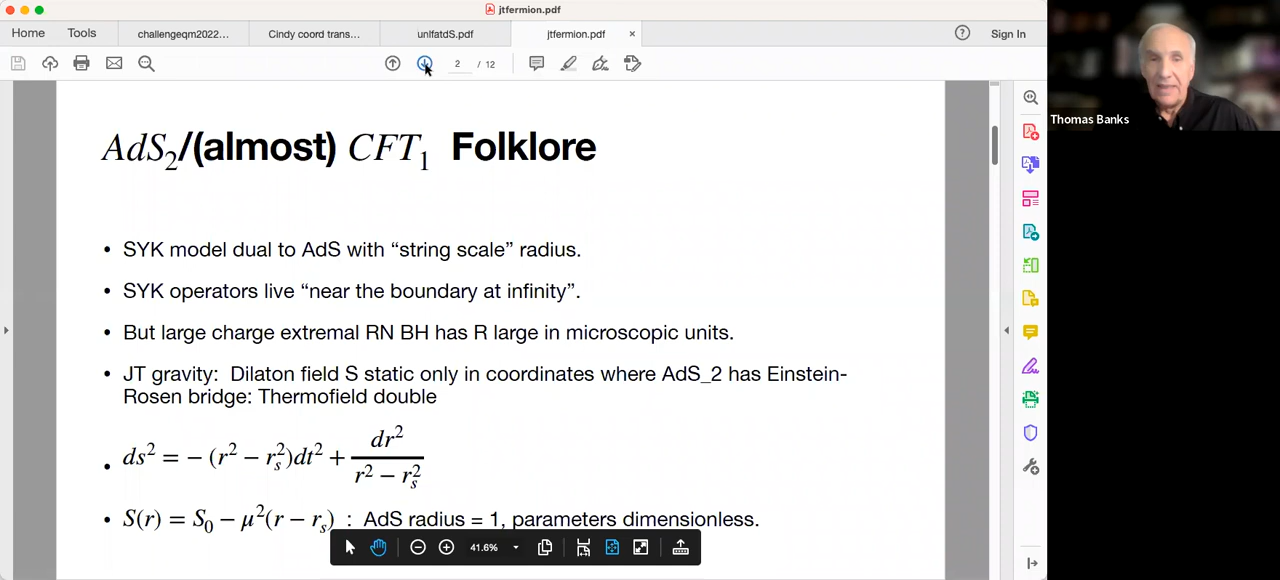 jtfermion.pdf
Home Tools challengeqm2022... Cindy coord trans... unifatdS.pdf jtfermion.pdf × Sign In
2 / 12
Thomas Banks
AdS₂/(almost) CFT₁ Folklore
• SYK model dual to AdS with “string scale” radius.
• SYK operators live “near the boundary at infinity”.
• But large charge extremal RN BH has R large in microscopic units.
• JT gravity: Dilaton field S static only in coordinates where AdS_2 has Einstein-
Rosen bridge: Thermofield double
• ds² = − (r² − r_s²)dt² + dr² / (r² − r_s²)
• S(r) = S₀ − μ²(r − r_s) : AdS radius = 1, parameters dimensionless.
41.6%